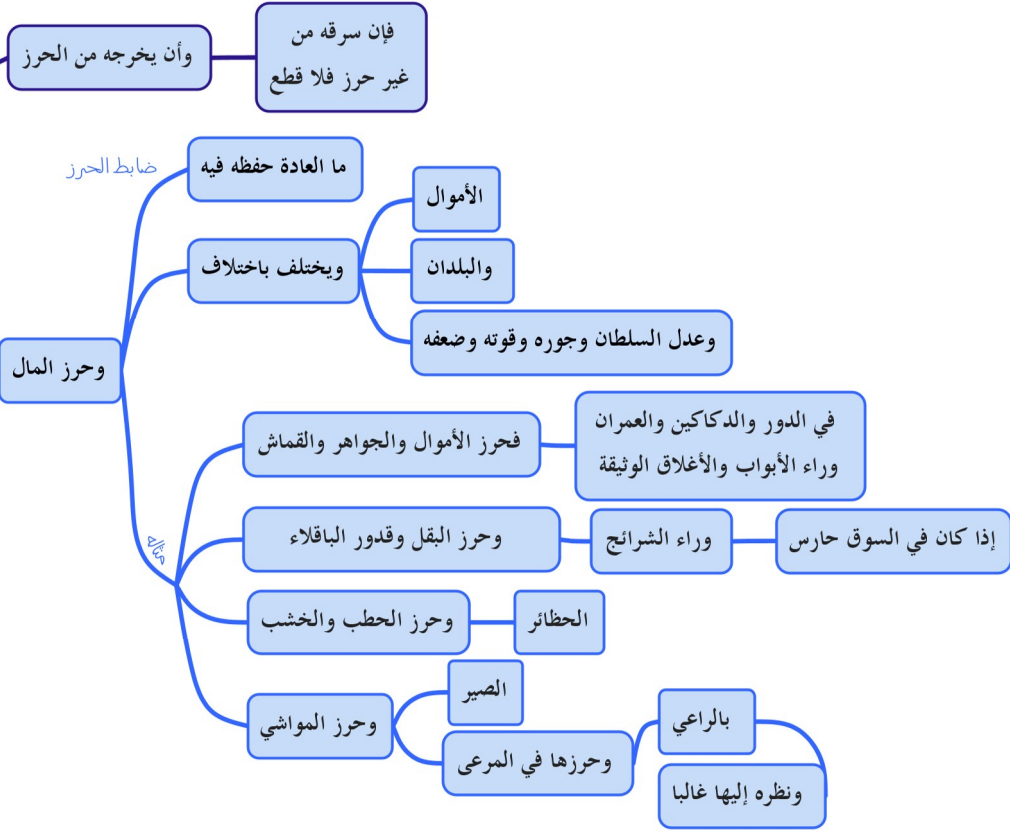 وأن يخرجه من الحرز
فإن سرقه من
غير حرز فلا قطع
وحرز المال
ضابط الحرز
ما العادة حفظه فيه
ويختلف باختلاف
الأموال
والبلدان
وعدل السلطان وجوره وقوته وضعفه
مثاله
فحرز الأموال والجواهر والقماش
في الدور والدكاكين والعمران
وراء الأبواب والأغلاق الوثيقة
وحرز البقل وقدور الباقلاء
وراء الشرائج
إذا كان في السوق حارس
وحرز الحطب والخشب
الحظائر
وحرز المواشي
الصير
وحرزها في المرعى
بالراعي
ونظره إليها غالبا